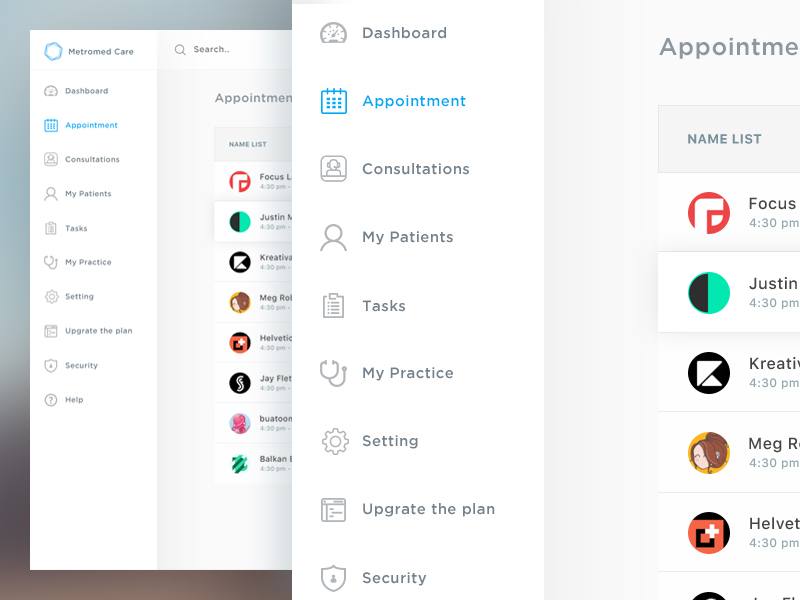 Metromed Care
Search..
Dashboard
Appointment
Consultations
My Patients
Tasks
My Practice
Setting
Upgrate the plan
Security
Help
Appointmen
NAME LIST
Focus L
4:30 pm -
Justin M
4:30 pm -
Kreativa
4:30 pm -
Meg Rob
4:30 pm -
Helvetic
4:30 pm -
Jay Flet
4:30 pm -
buatoom
4:30 pm -
Balkan B
4:30 pm -
Dashboard
Appointment
Consultations
My Patients
Tasks
My Practice
Setting
Upgrate the plan
Security
Appointme
NAME LIST
Focus
4:30 pm
Justin
4:30 pm
Kreativ
4:30 pm
Meg R
4:30 pm
Helvet
4:30 pm